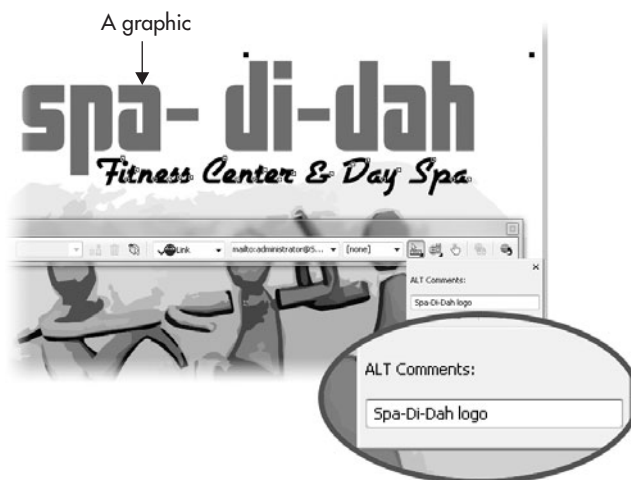 A graphic
spa- di-dah
Fitness Center & Day Spa
Link mailto:administrator@S... (none)
ALT Comments:
Spa-Di-Dah logo
ALT Comments:
Spa-Di-Dah logo